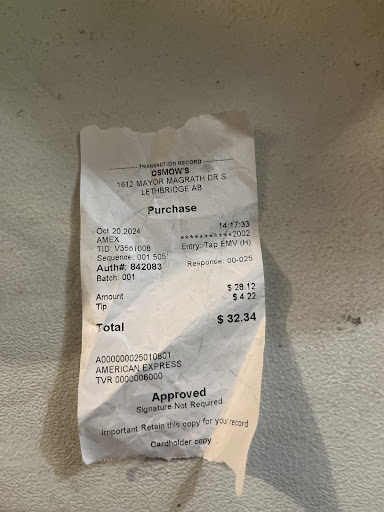 TRANSACTION RECORD
OSMOW'S
1612 MAYOR MAGRATH DR S.
LETHBRIDGE AB
Purchase
Oct 20 2024 14:17:33
AMEX ***********2002
TID: V3561008 Entry: Tap EMV (H)
Sequence: 001 505
Auth#: 842083 Response: 00-025
Batch: 001
Amount $ 28.12
Tip $ 4.22
Total $ 32.34
A000000025010801
AMERICAN EXPRESS
TVR 0000008000
Approved
Signature Not Required
Important Retain this copy for your record
Cardholder copy